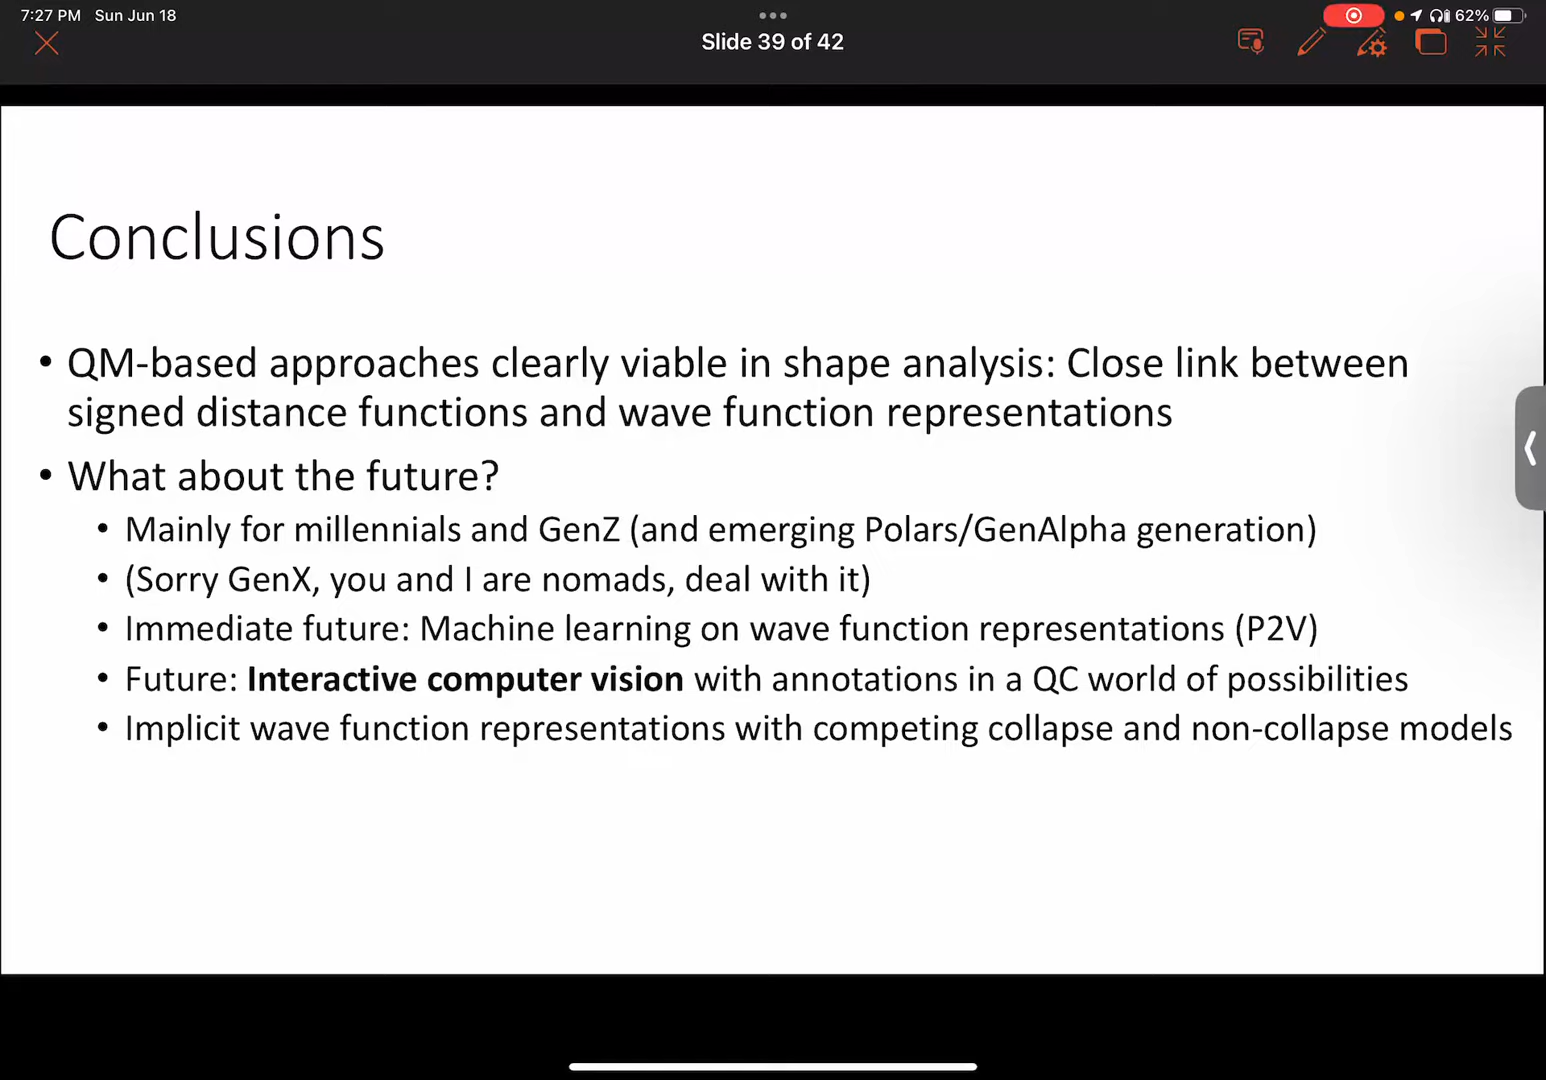 7:27 PM Sun Jun 18
62%
Slide 39 of 42
Conclusions
• QM-based approaches clearly viable in shape analysis: Close link between
signed distance functions and wave function representations
• What about the future?
• Mainly for millennials and GenZ (and emerging Polars/GenAlpha generation)
• (Sorry GenX, you and I are nomads, deal with it)
• Immediate future: Machine learning on wave function representations (P2V)
• Future: Interactive computer vision with annotations in a QC world of possibilities
• Implicit wave function representations with competing collapse and non-collapse models